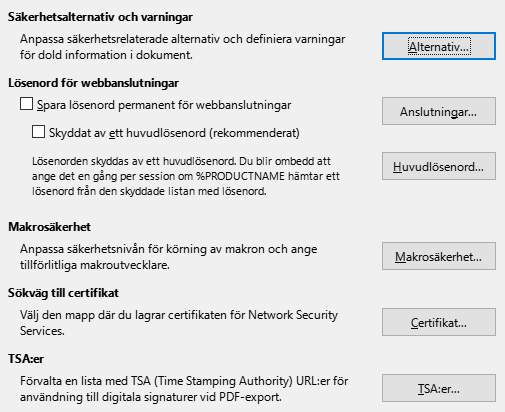 Säkerhetsalternativ och varningar
Anpassa säkerhetsrelaterade alternativ och definiera varningar
för dold information i dokument.
Alternativ...
Lösenord för webbanslutningar
Spara lösenord permanent för webbanslutningar
Anslutningar...
Skyddat av ett huvudlösenord (rekommenderat)
Lösenorden skyddas av ett huvudlösenord. Du blir ombedd att
ange det en gång per session om %PRODUCTNAME hämtar ett
lösenord från den skyddade listan med lösenord.
Huvudlösenord...
Makrosäkerhet
Anpassa säkerhetsnivån för körning av makron och ange
tillförlitliga makroutvecklare.
Makrosäkerhet...
Sökväg till certifikat
Välj den mapp där du lagrar certifikaten för Network Security
Services.
Certifikat...
TSA:er
Förvalta en lista med TSA (Time Stamping Authority) URL:er för
användning till digitala signaturer vid PDF-export.
TSA:er...